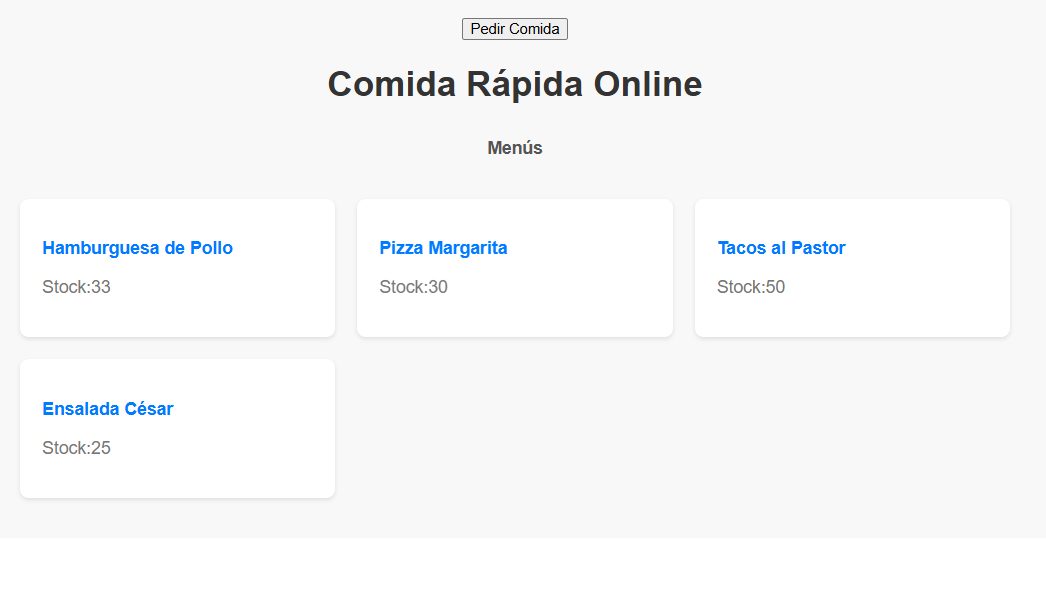 Pedir Comida
Comida Rápida Online
Menús
Hamburguesa de Pollo
Stock:33
Pizza Margarita
Stock:30
Tacos al Pastor
Stock:50
Ensalada César
Stock:25